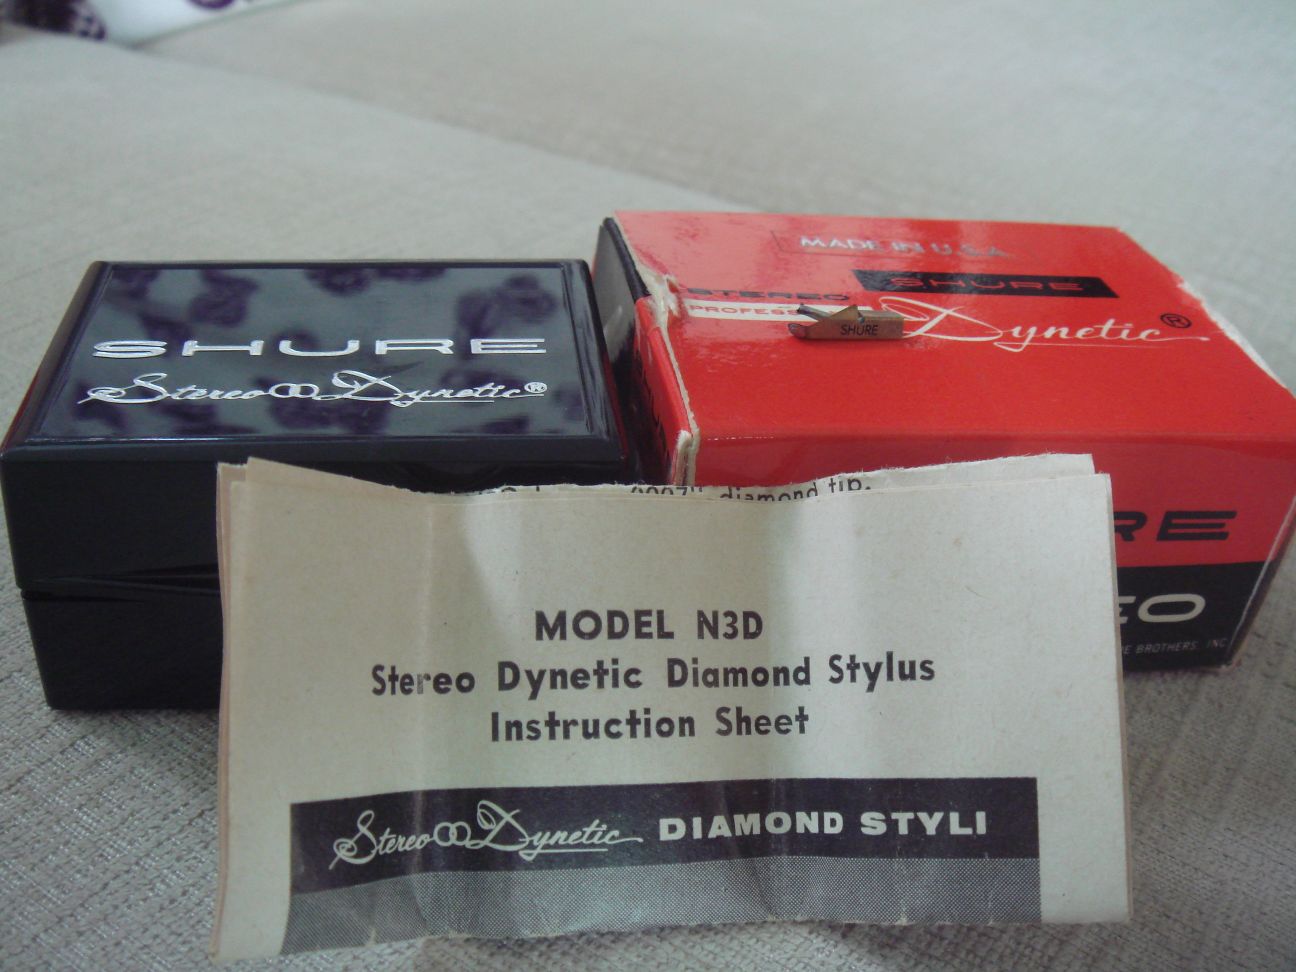 SHURE
Stereo Dynetic®
MADE IN U.S.A.
SHURE
STEREO
Dynetic®
SHURE
diamond tip.
MODEL N3D
Stereo Dynetic Diamond Stylus
Instruction Sheet
Stereo Dynetic DIAMOND STYLI
RE
EO
BROTHERS, INC